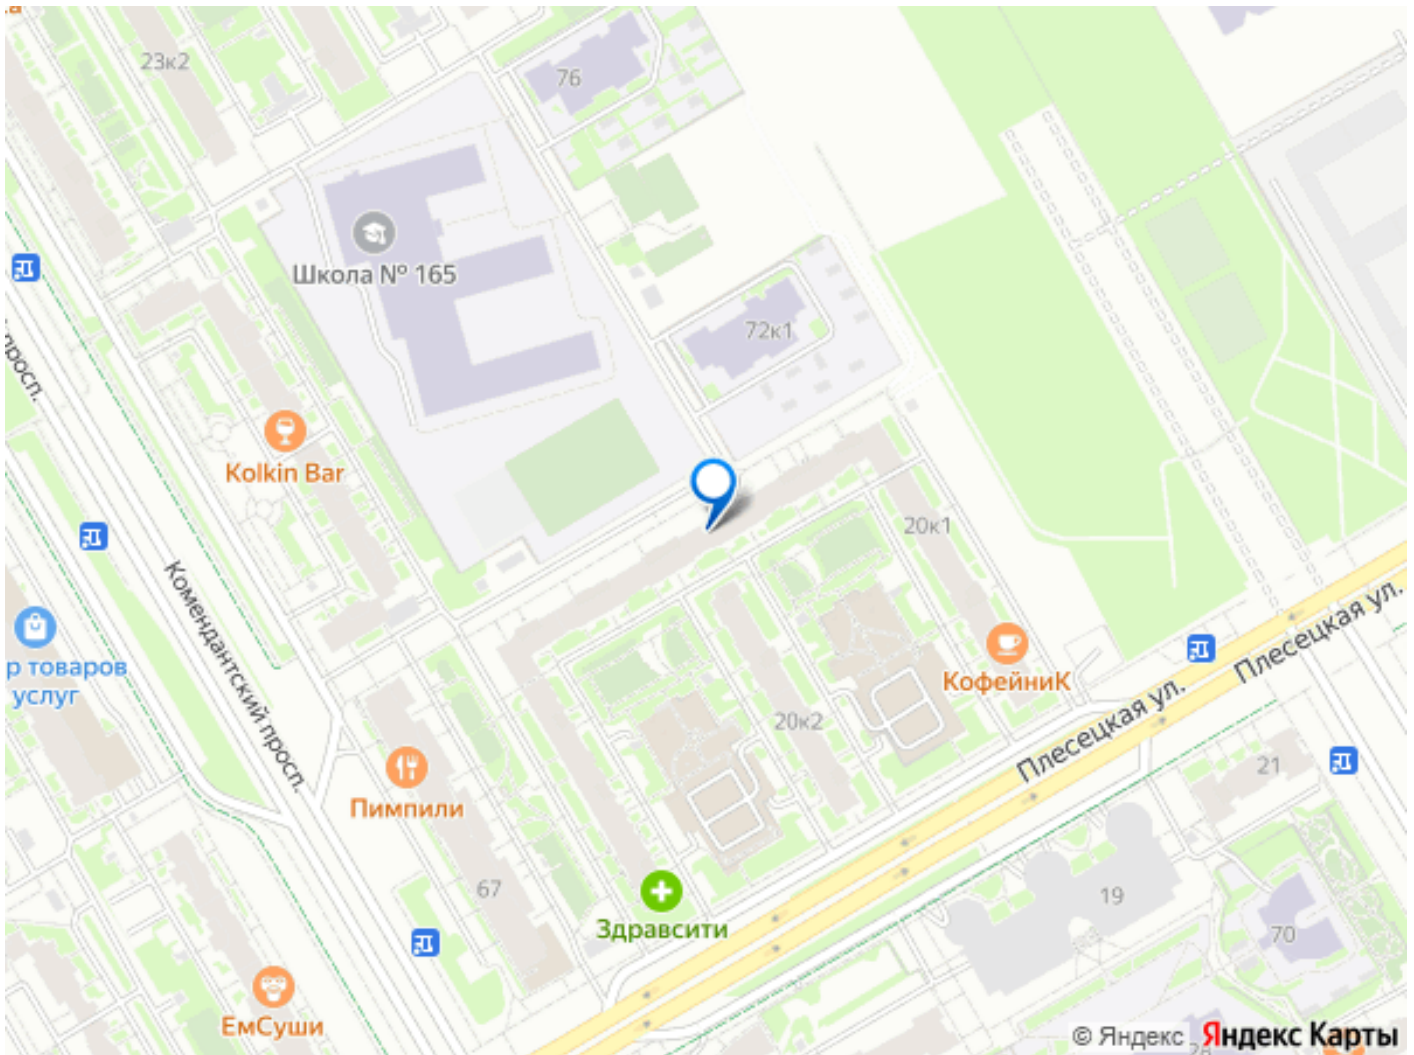 23к2
76
Школа № 165
72к1
просп.
Kolkin Bar
20к1
Комендантский просп.
р товаров
услуг
КофейниК
Плесецкая ул.
Плесецкая ул.
20к2
21
Пимпили
67
19
Здравсити
70
ЕмСуши
© Яндекс Яндекс Карты